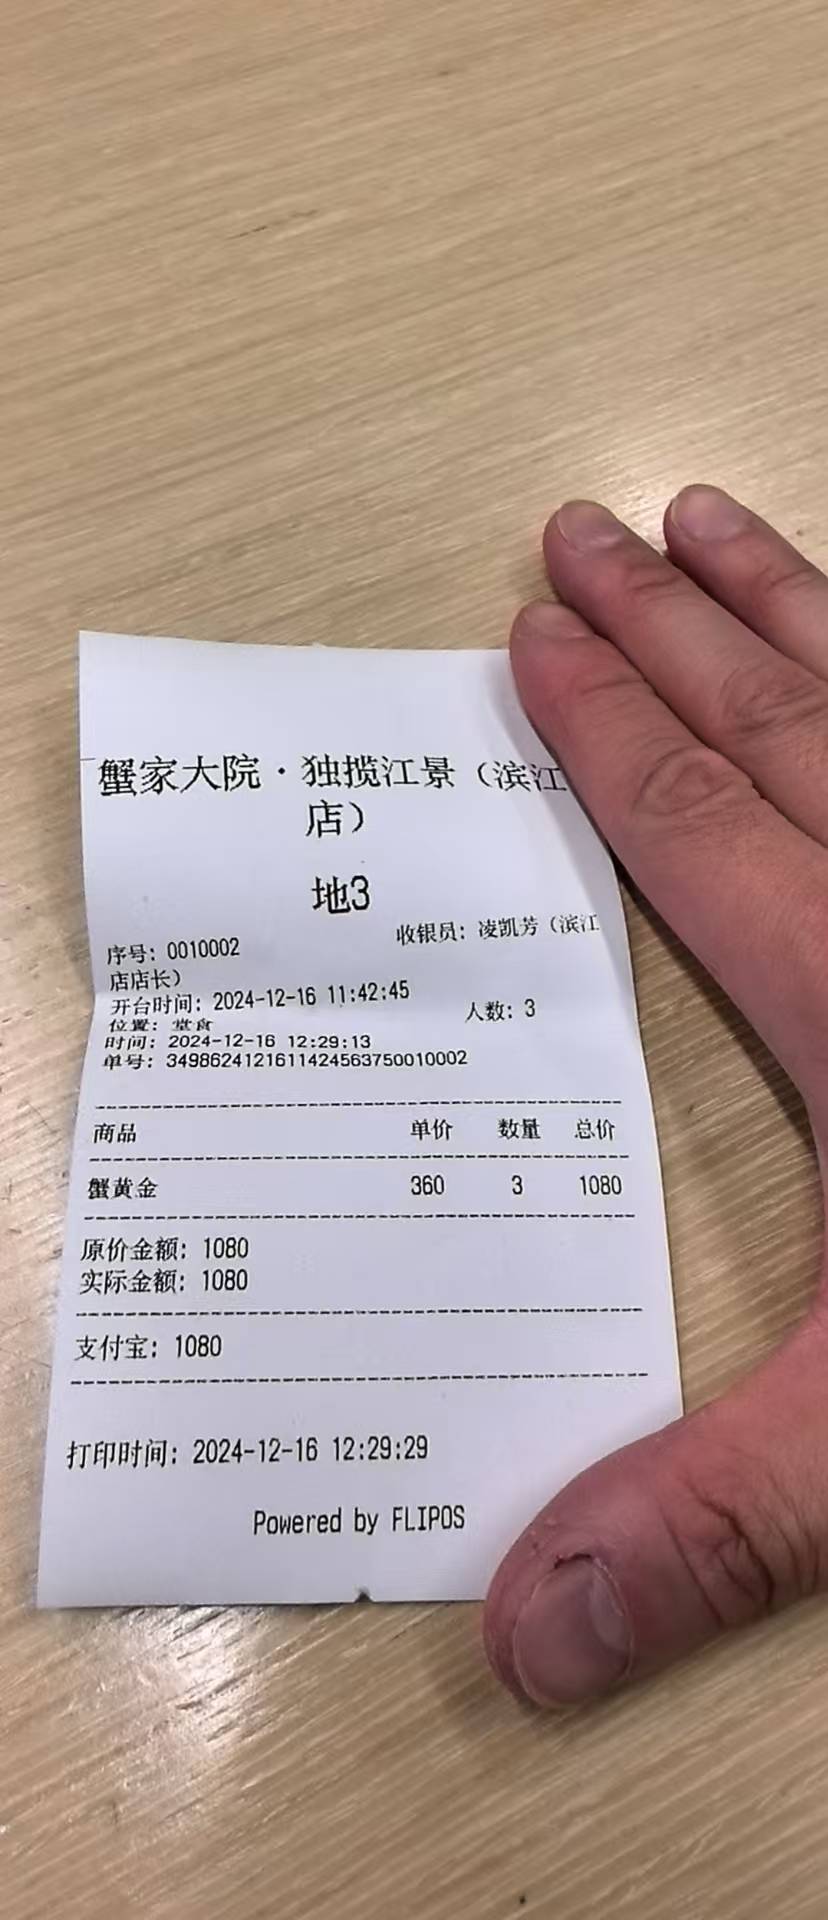 蟹家大院·独揽江景（滨江
店）
地3
序号: 0010002 收银员: 凌凯芳（滨江
店店长）
开台时间: 2024-12-16 11:42:45 人数: 3
位置: 堂食
时间: 2024-12-16 12:29:13
单号: 3498624121611424563750010002
商品 单价 数量 总价
蟹黄金 360 3 1080
原价金额: 1080
实际金额: 1080
支付宝: 1080
打印时间: 2024-12-16 12:29:29
Powered by FLIPOS